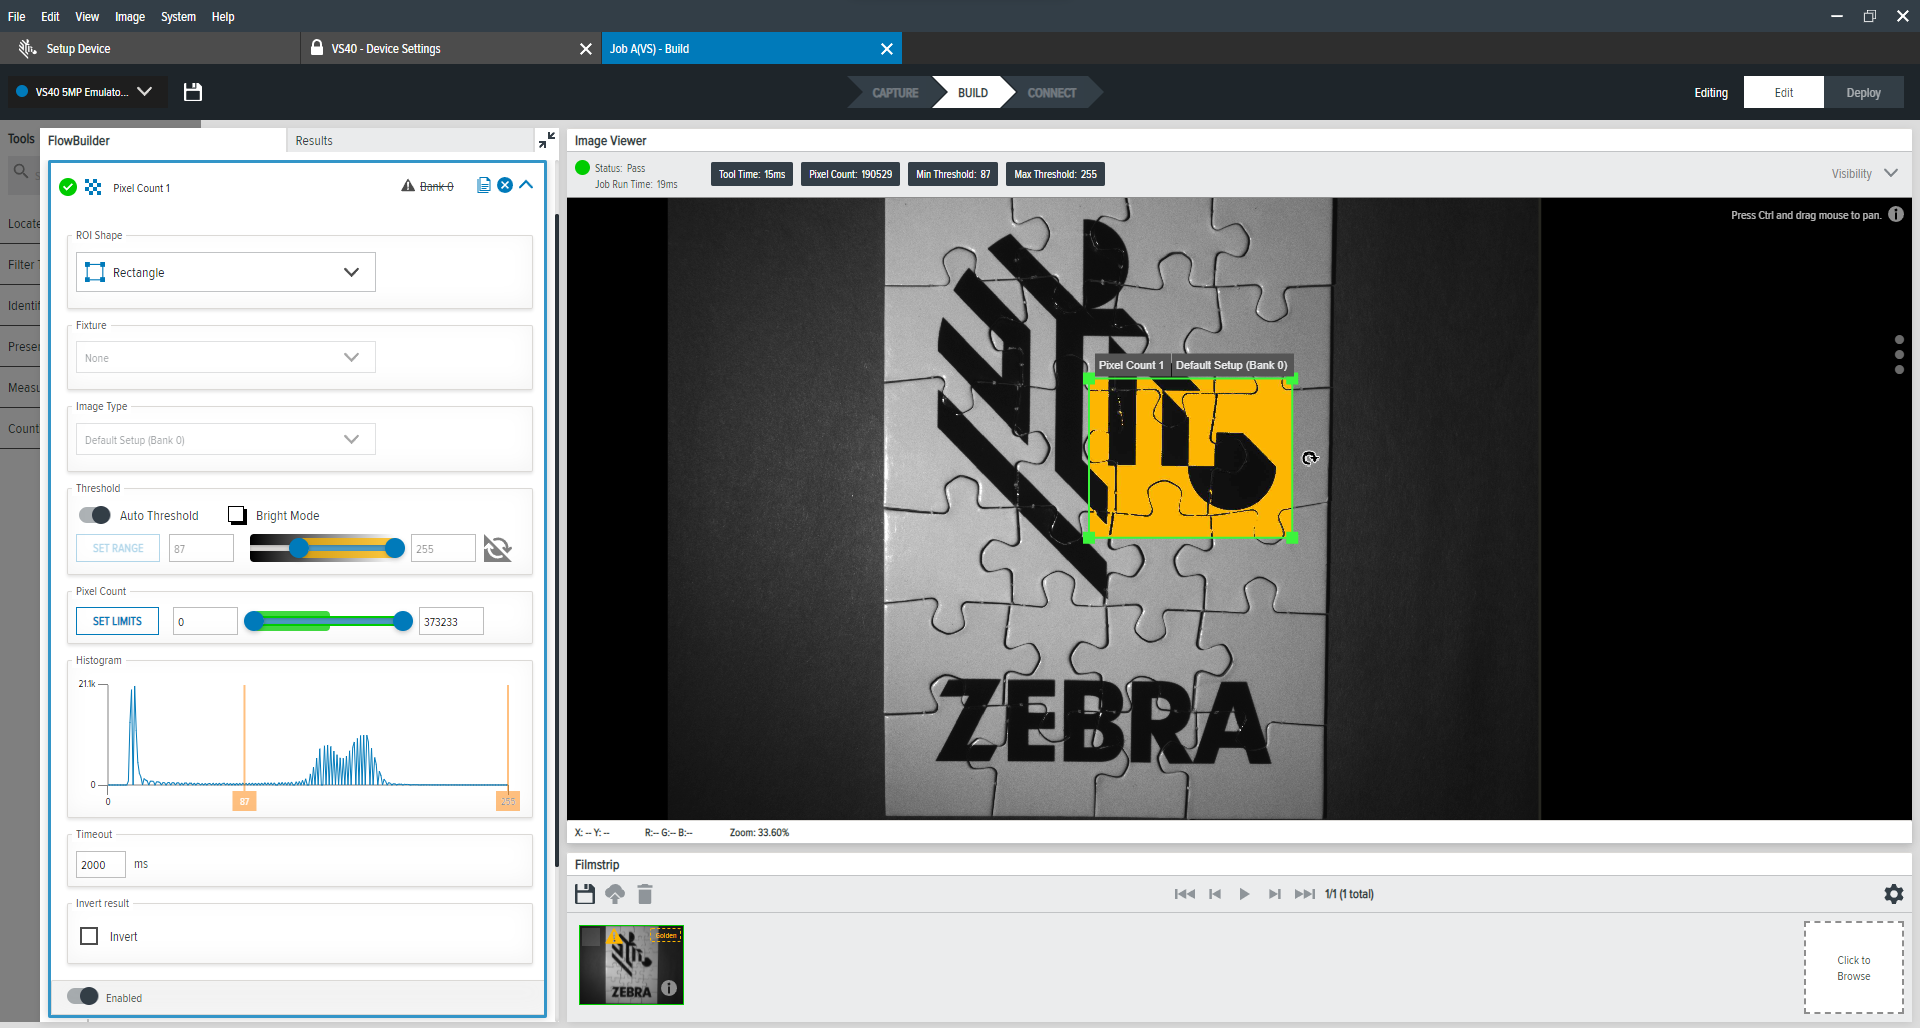 File Edit View Image System Help
Setup Device
VS40 - Device Settings
Job A(VS) - Build
VS40 5MP Emulato...
CAPTURE BUILD CONNECT
Editing Edit Deploy
Tools
Locate
Filter T
Identif
Preser
Measu
Count
FlowBuilder Results
Pixel Count 1 Bank 0
ROI Shape
Rectangle
Fixture
None
Image Type
Default Setup (Bank 0)
Threshold
Auto Threshold Bright Mode
SET RANGE 87 255
Pixel Count
SET LIMITS 0 373233
Histogram
21.1k
0
0 87 255
Timeout
2000 ms
Invert result
Invert
Enabled
Image Viewer
Status: Pass
Job Run Time: 19ms
Tool Time: 15ms Pixel Count: 190529 Min Threshold: 87 Max Threshold: 255
Visibility
Press Ctrl and drag mouse to pan.
Pixel Count 1 Default Setup (Bank 0)
ZEBRA
X: -- Y: -- R:-- G:-- B:-- Zoom: 33.60%
Filmstrip
1/1 (1 total)
Golden
ZEBRA
Click to
Browse